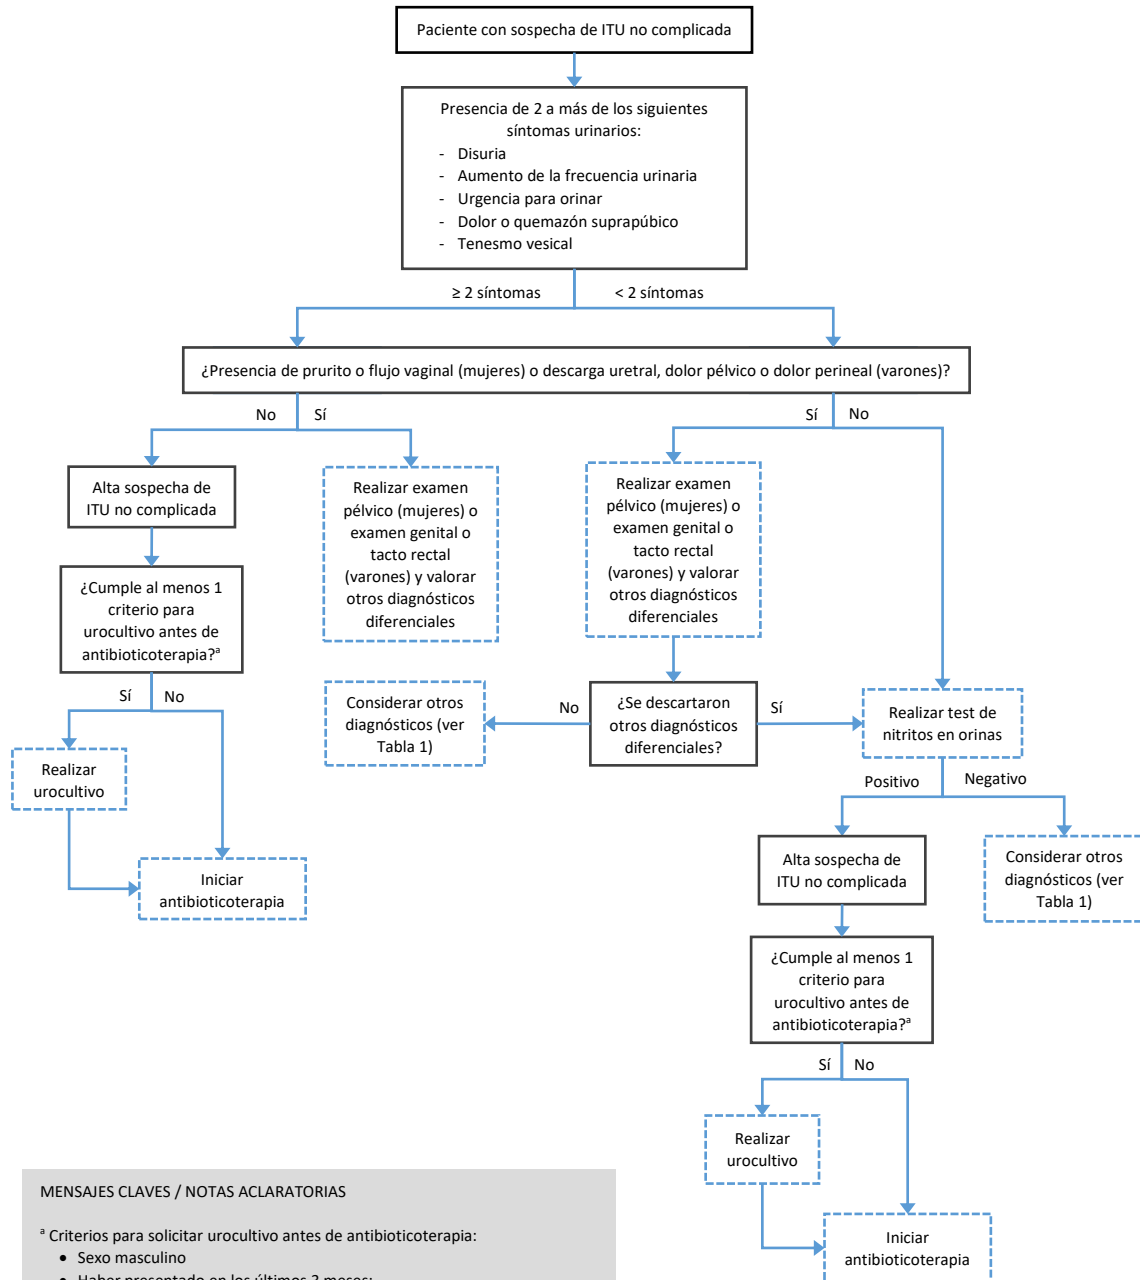 Paciente con sospecha de ITU no complicada
Presencia de 2 a más de los siguientes
síntomas urinarios:
- Disuria
- Aumento de la frecuencia urinaria
- Urgencia para orinar
- Dolor o quemazón suprapúbico
- Tenesmo vesical
≥ 2 síntomas
< 2 síntomas
¿Presencia de prurito o flujo vaginal (mujeres) o descarga uretral, dolor pélvico o dolor perineal (varones)?
No
Sí
Sí
No
Alta sospecha de
ITU no complicada
Realizar examen
pélvico (mujeres) o
examen genital o
tacto rectal
(varones) y valorar
otros diagnósticos
diferenciales
Realizar examen
pélvico (mujeres) o
examen genital o
tacto rectal
(varones) y valorar
otros diagnósticos
diferenciales
¿Cumple al menos 1
criterio para
urocultivo antes de
antibioticoterapia?ᵃ
Sí
No
Considerar otros
diagnósticos (ver
Tabla 1)
No
¿Se descartaron
otros diagnósticos
diferenciales?
Sí
Realizar test de
nitritos en orinas
Realizar
urocultivo
Positivo
Negativo
Iniciar
antibioticoterapia
Alta sospecha de
ITU no complicada
Considerar otros
diagnósticos (ver
Tabla 1)
¿Cumple al menos 1
criterio para
urocultivo antes de
antibioticoterapia?ᵃ
Sí
No
Realizar
urocultivo
Iniciar
antibioticoterapia
MENSAJES CLAVES / NOTAS ACLARATORIAS
ᵃ Criterios para solicitar urocultivo antes de antibioticoterapia:
• Sexo masculino
• Haber presentado en los últimos 3 meses: